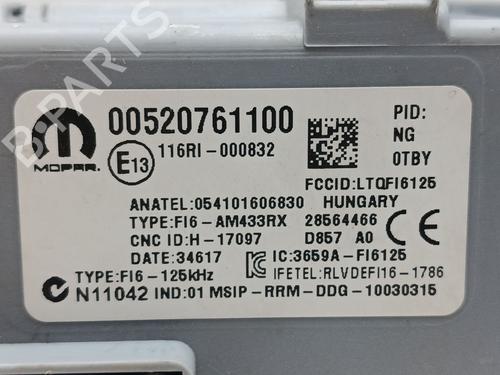 00520761100
PID:
116RI-000832
NG
E13
0TBY
MOPAR
FCCID:LTQFI6125
ANATEL:054101606830 HUNGARY
TYPE:FI6-AM433RX 28564466
CNC ID:H-17097 D857 A0
DATE:34617 IC:3659A-FI6125
TYPE:FI6-125kHz IFETEL:RLVDEFI16-1786
N11042 IND:01 MSIP-RRM-DDG-10030315
B-PARTS